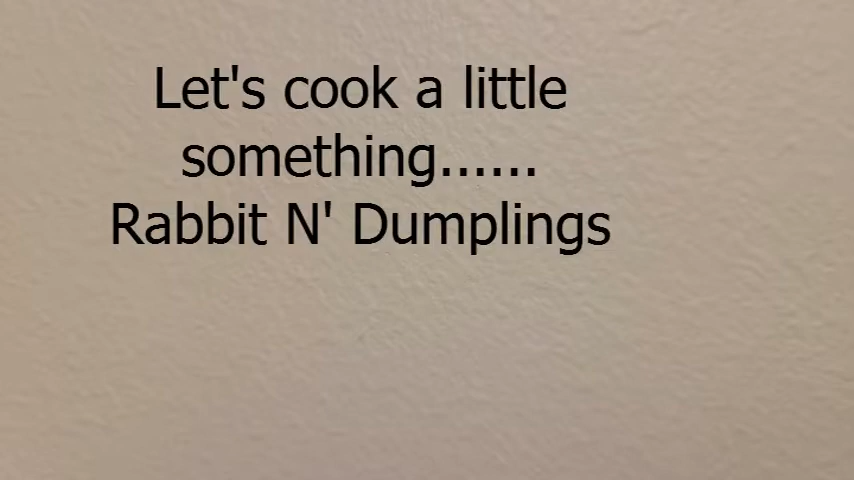 Let's cook a little
something......
Rabbit N' Dumplings